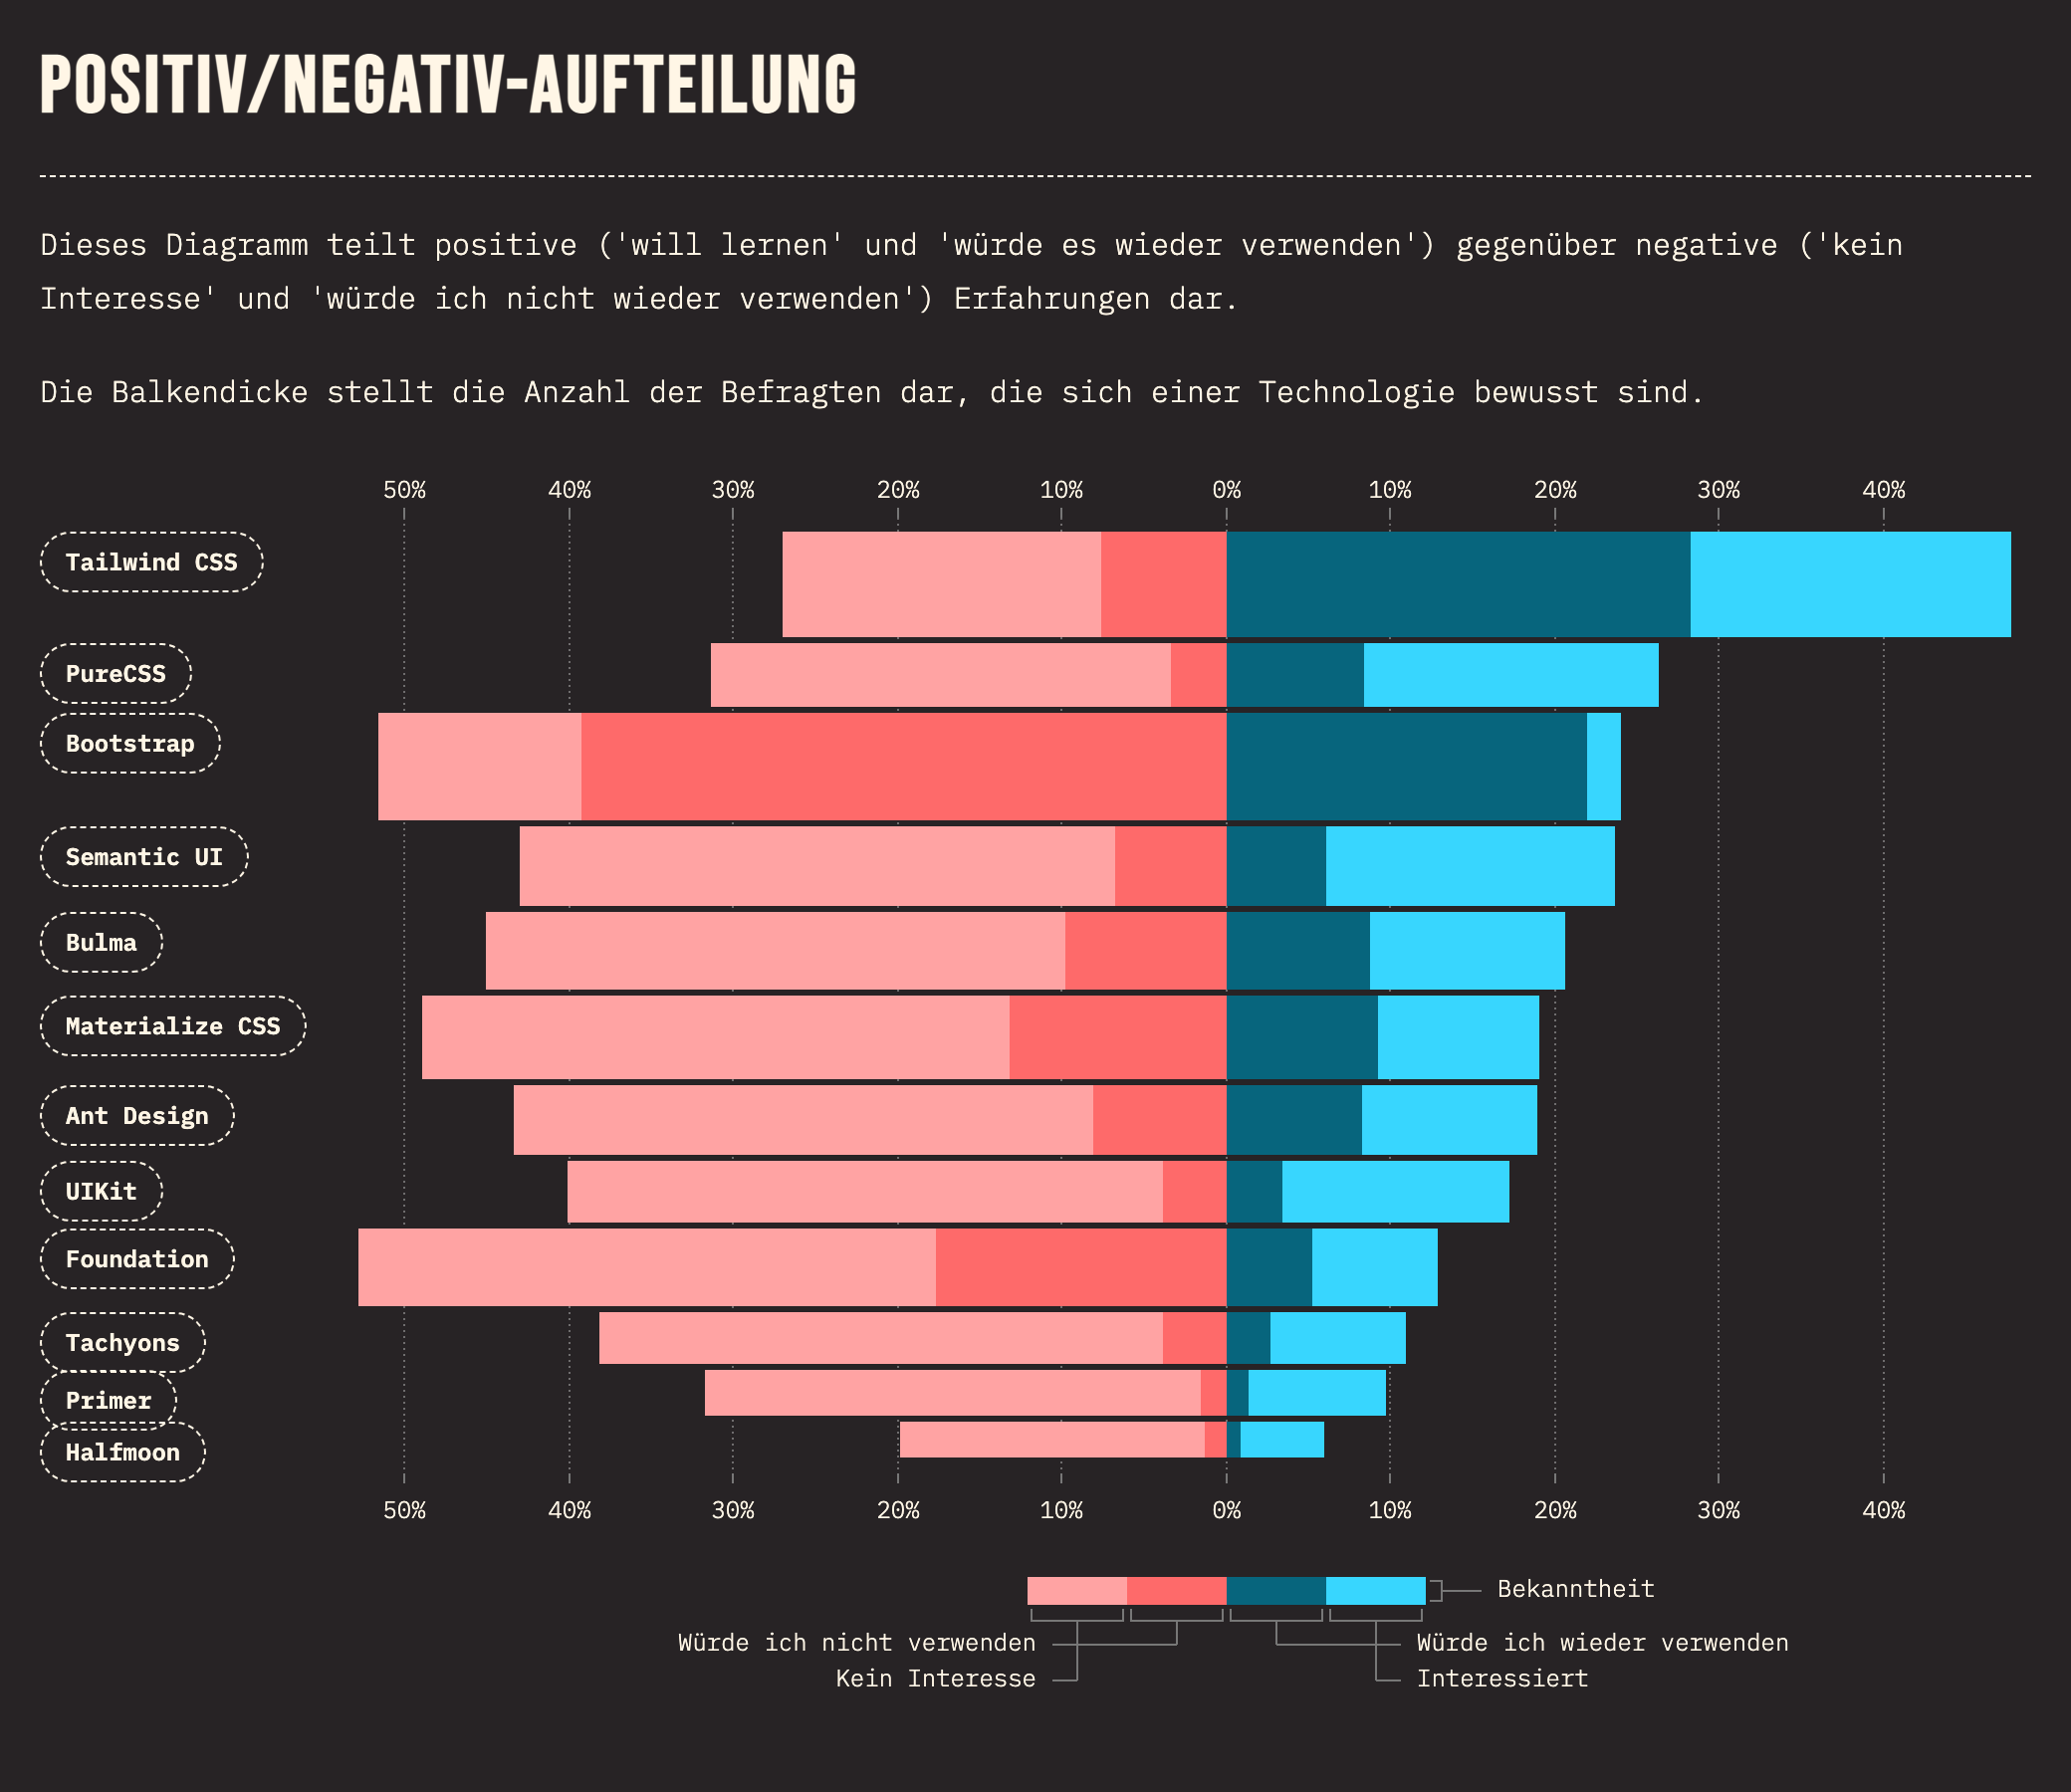 POSITIV/NEGATIV-AUFTEILUNG
Dieses Diagramm teilt positive ('will lernen' und 'würde es wieder verwenden') gegenüber negative ('kein
Interesse' und 'würde ich nicht wieder verwenden') Erfahrungen dar.
Die Balkendicke stellt die Anzahl der Befragten dar, die sich einer Technologie bewusst sind.
50% 40% 30% 20% 10% 0% 10% 20% 30% 40%
Tailwind CSS
PureCSS
Bootstrap
Semantic UI
Bulma
Materialize CSS
Ant Design
UIKit
Foundation
Tachyons
Primer
Halfmoon
50% 40% 30% 20% 10% 0% 10% 20% 30% 40%
Bekanntheit
Würde ich nicht verwenden Würde ich wieder verwenden
Kein Interesse Interessiert